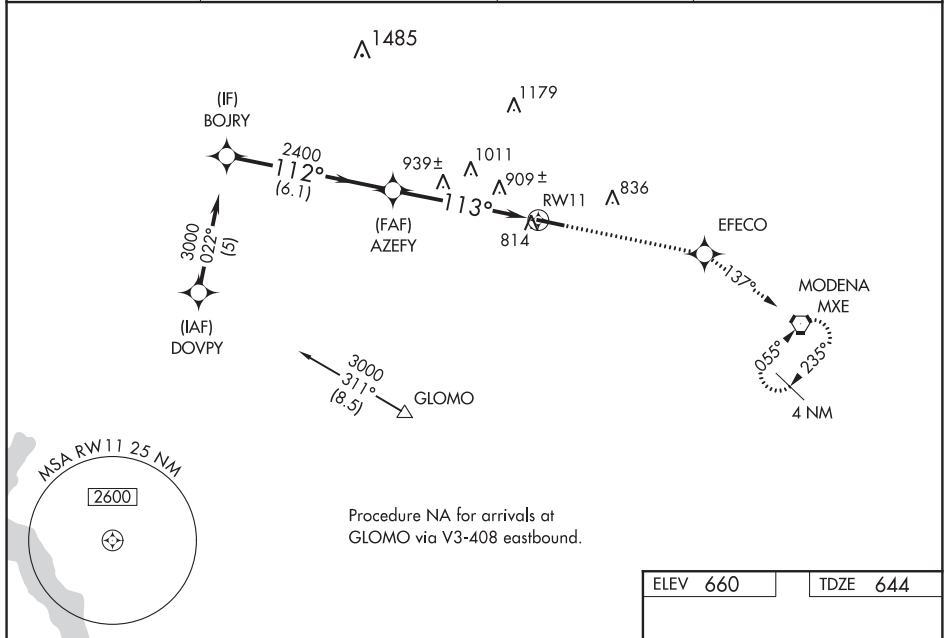 1485
1179
(IF)
BOJRY
2400
112°
(6.1)
939±
1011
909±
836
RW11
113°
814
(FAF)
AZEFY
EFECO
137°
MODENA
MXE
055°
235°
4 NM
3000
022°
(5)
(IAF)
DOVPY
3000
311°
(8.5)
GLOMO
MSA RW11 25 NM
2600
Procedure NA for arrivals at
GLOMO via V3-408 eastbound.
ELEV 660 TDZE 644